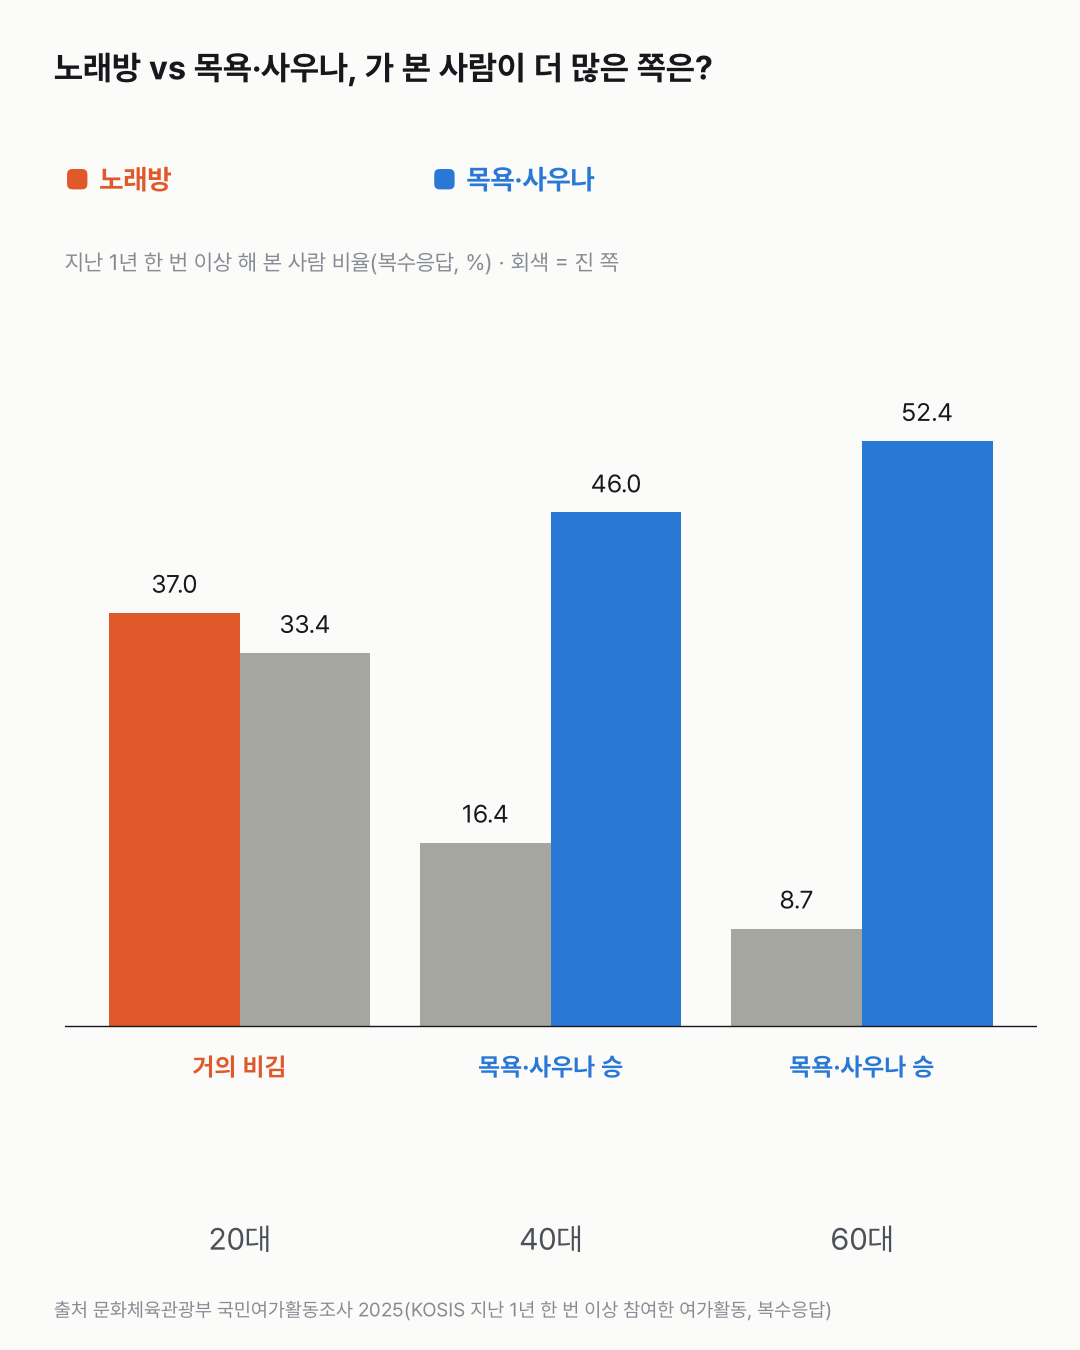 노래방 vs 목욕·사우나, 가 본 사람이 더 많은 쪽은?
노래방 목욕·사우나
지난 1년 한 번 이상 해 본 사람 비율(복수응답, %) · 회색 = 진 쪽
52.4
46.0
37.0
33.4
16.4
8.7
거의 비김 목욕·사우나 승 목욕·사우나 승
20대 40대 60대
출처 문화체육관광부 국민여가활동조사 2025(KOSIS 지난 1년 한 번 이상 참여한 여가활동, 복수응답)